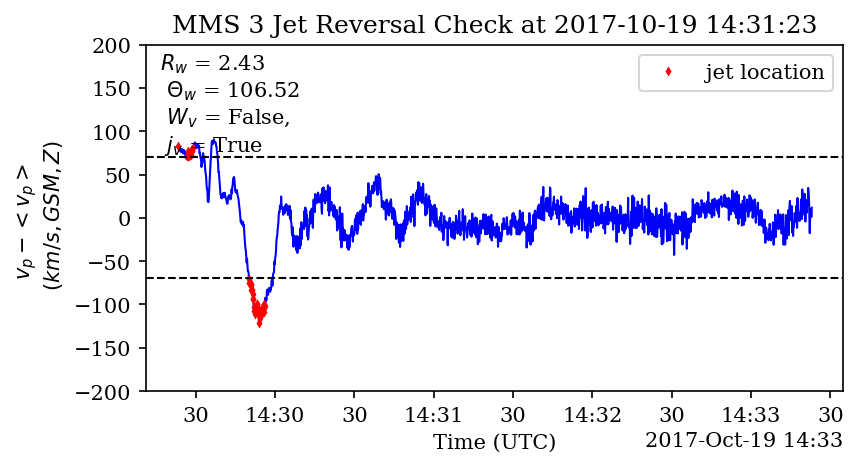 MMS 3 Jet Reversal Check at 2017-10-19 14:31:23
R_w = 2.43
Θ_w = 106.52
W_v = False,
j_v = True
jet location
200
150
100
50
0
−50
−100
−150
−200
v_p − < v_p >
(km/s, GSM, Z)
30 14:30 30 14:31 30 14:32 30 14:33 30
Time (UTC)
2017-Oct-19 14:33